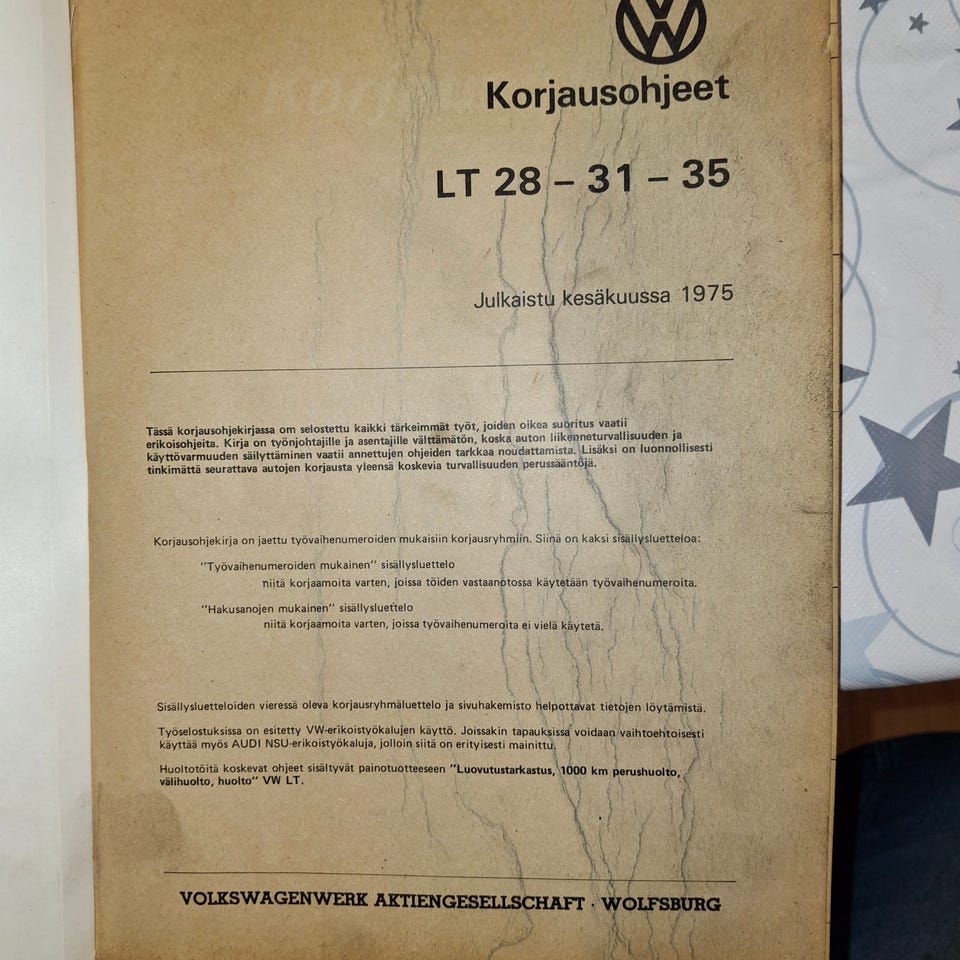 VW
Korjausohjeet
LT 28 – 31 – 35
Julkaistu kesäkuussa 1975
Tässä korjausohjekirjassa om selostettu kaikki tärkeimmät työt, joiden oikea suoritus vaatii
erikoisohjeita. Kirja on työnjohtajille ja asentajille välttämätön, koska auton liikenneturvallisuuden ja
käyttövarmuuden säilyttäminen vaatii annettujen ohjeiden tarkkaa noudattamista. Lisäksi on luonnollisesti
tinkimättä seurattava autojen korjausta yleensä koskevia turvallisuuden perussääntöjä.
Korjausohjekirja on jaettu työvaihenumeroiden mukaisiin korjausryhmiin. Siinä on kaksi sisällysluetteloa:
"Työvaihenumeroiden mukainen" sisällysluettelo
niitä korjaamoita varten, joissa töiden vastaanotossa käytetään työvaihenumeroita.
"Hakusanojen mukainen" sisällysluettelo
niitä korjaamoita varten, joissa työvaihenumeroita ei vielä käytetä.
Sisällysluetteloiden vieressä oleva korjausryhmäluettelo ja sivuhakemisto helpottavat tietojen löytämistä.
Työselostuksissa on esitetty VW-erikoistyökalujen käyttö. Joissakin tapauksissa voidaan vaihtoehtoisesti
käyttää myös AUDI NSU-erikoistyökaluja, jolloin siitä on erityisesti mainittu.
Huoltotöitä koskevat ohjeet sisältyvät painotuotteeseen "Luovutustarkastus, 1000 km perushuolto,
välihuolto, huolto" VW LT.
VOLKSWAGENWERK AKTIENGESELLSCHAFT · WOLFSBURG